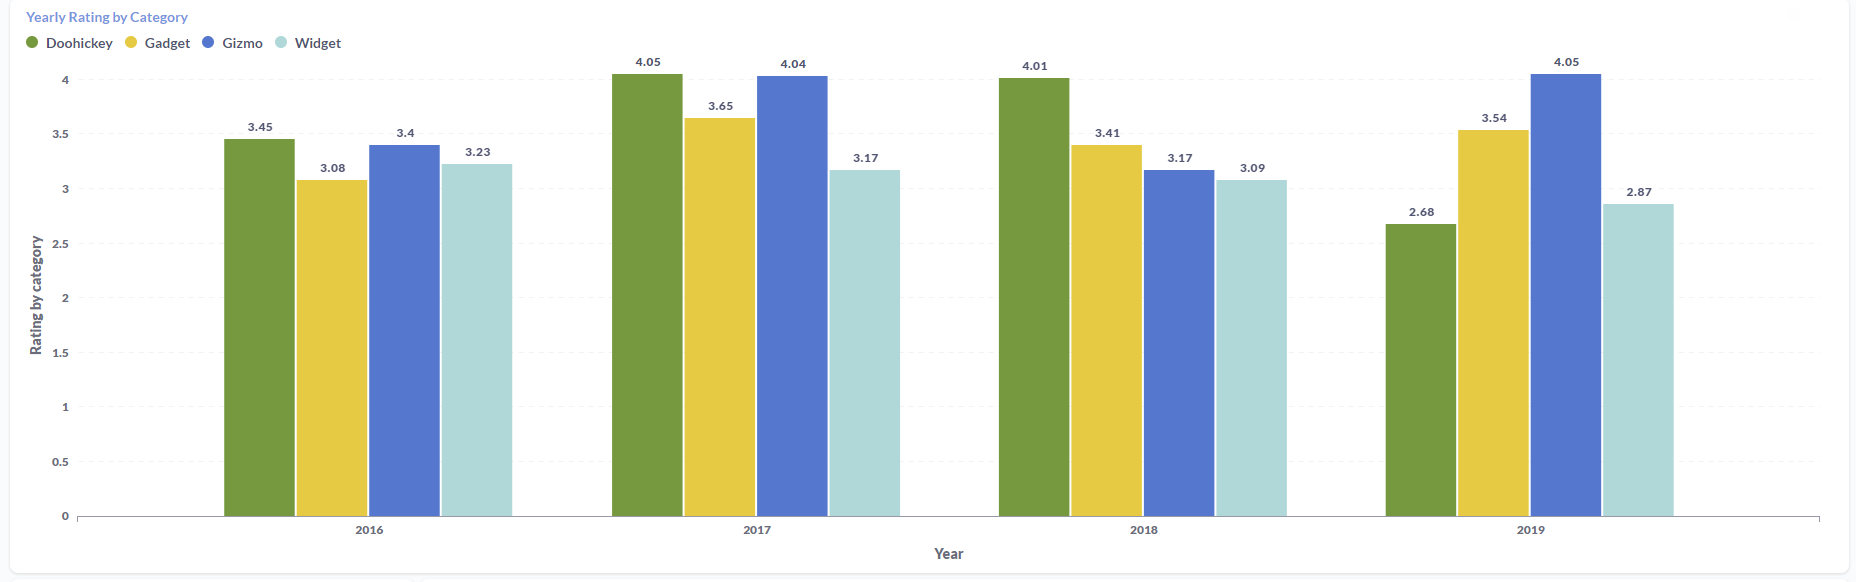 Yearly Rating by Category
Doohickey Gadget Gizmo Widget
4.05 4.04 4.01 4.05
4
3.65 3.54
3.5 3.45 3.4 3.41
3.08 3.23 3.17 3.17 3.09
3
2.87
2.68
2.5
2
1.5
1
0.5
0
Rating by category
2016 2017 2018 2019
Year